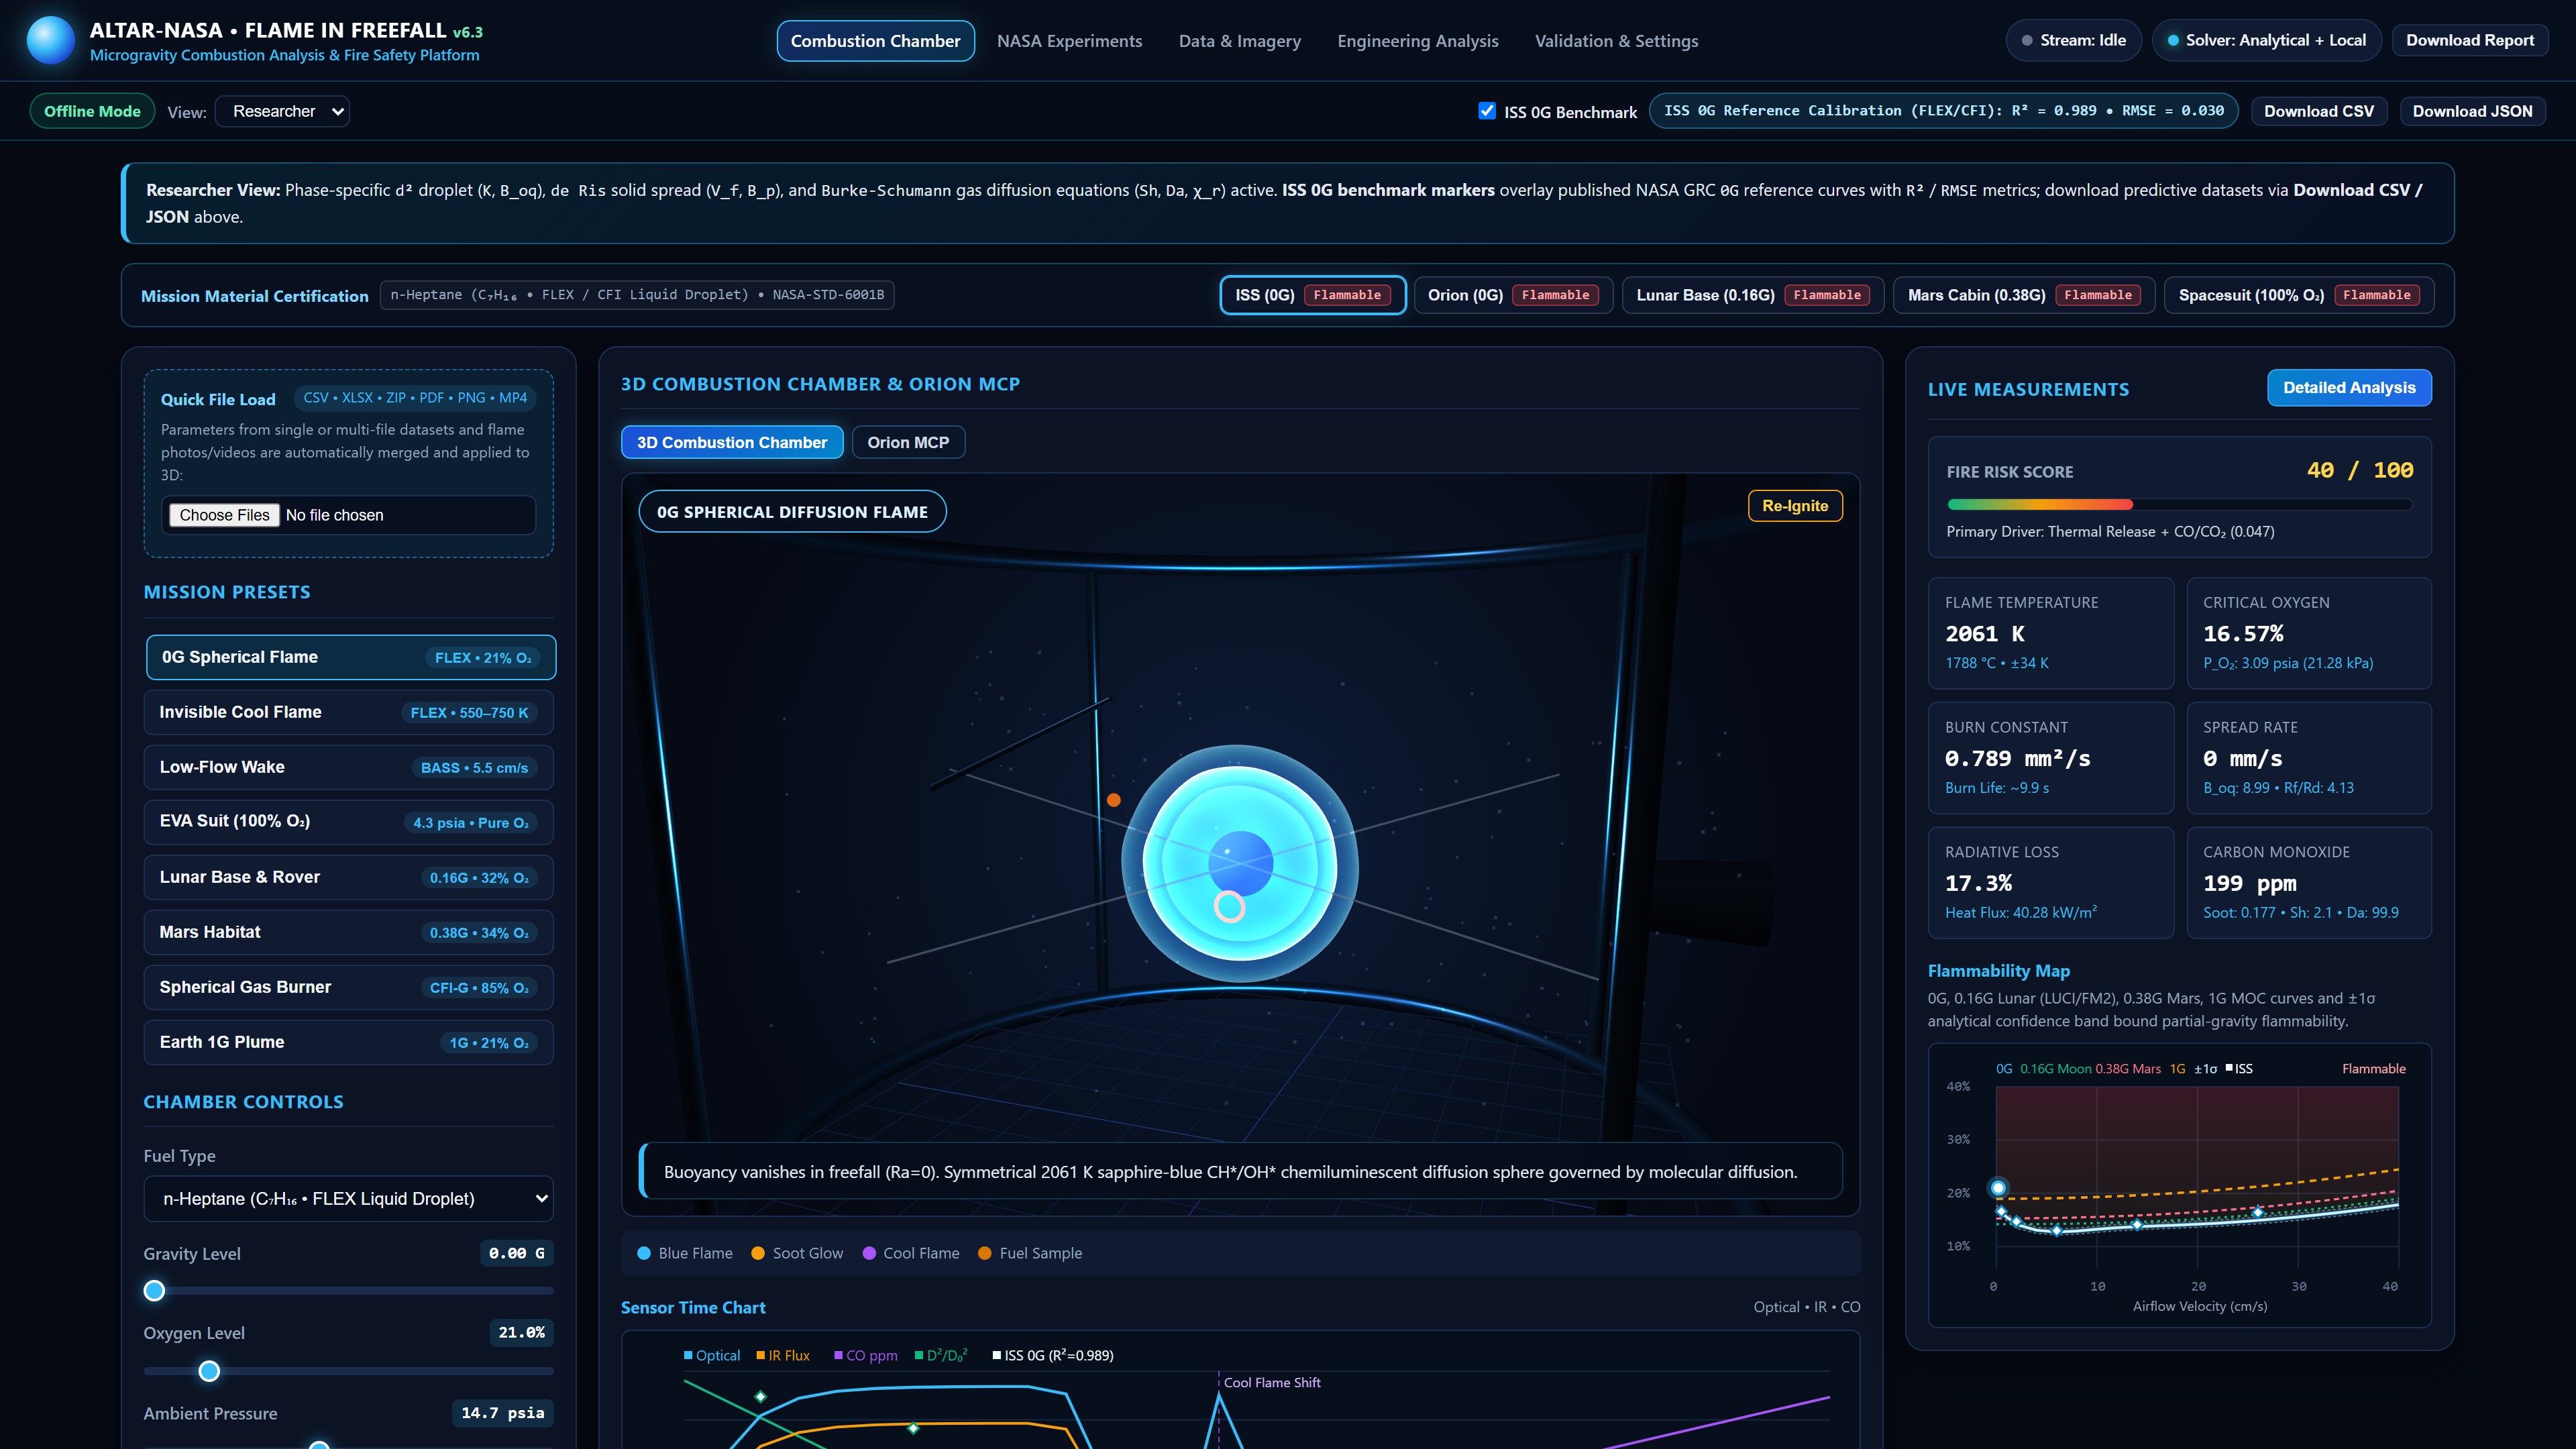 ALTAR-NASA • FLAME IN FREEFALL v6.3
Microgravity Combustion Analysis & Fire Safety Platform
Combustion Chamber
NASA Experiments
Data & Imagery
Engineering Analysis
Validation & Settings
Stream: Idle
Solver: Analytical + Local
Download Report
Offline Mode
View:
Researcher
ISS 0G Benchmark
ISS 0G Reference Calibration (FLEX/CFI): R² = 0.989 • RMSE = 0.030
Download CSV
Download JSON
Researcher View: Phase-specific d² droplet (K, B_oq), de Ris solid spread (V_f, B_p), and Burke-Schumann gas diffusion equations (Sh, Da, χ_r) active. ISS 0G benchmark markers overlay published NASA GRC 0G reference curves with R² / RMSE metrics; download predictive datasets via Download CSV /
JSON above.
Mission Material Certification
n-Heptane (C₇H₁₆ • FLEX / CFI Liquid Droplet) • NASA-STD-6001B
ISS (0G) Flammable
Orion (0G) Flammable
Lunar Base (0.16G) Flammable
Mars Cabin (0.38G) Flammable
Spacesuit (100% O₂) Flammable
Quick File Load
CSV • XLSX • ZIP • PDF • PNG • MP4
Parameters from single or multi-file datasets and flame
photos/videos are automatically merged and applied to
3D:
Choose Files No file chosen
MISSION PRESETS
0G Spherical Flame FLEX • 21% O₂
Invisible Cool Flame FLEX • 550–750 K
Low-Flow Wake BASS • 5.5 cm/s
EVA Suit (100% O₂) 4.3 psia • Pure O₂
Lunar Base & Rover 0.16G • 32% O₂
Mars Habitat 0.38G • 34% O₂
Spherical Gas Burner CFI-G • 85% O₂
Earth 1G Plume 1G • 21% O₂
CHAMBER CONTROLS
Fuel Type
n-Heptane (C₇H₁₆ • FLEX Liquid Droplet)
Gravity Level 0.00 G
Oxygen Level 21.0%
Ambient Pressure 14.7 psia
3D COMBUSTION CHAMBER & ORION MCP
3D Combustion Chamber
Orion MCP
0G SPHERICAL DIFFUSION FLAME
Re-Ignite
Buoyancy vanishes in freefall (Ra=0). Symmetrical 2061 K sapphire-blue CH*/OH* chemiluminescent diffusion sphere governed by molecular diffusion.
Blue Flame
Soot Glow
Cool Flame
Fuel Sample
Sensor Time Chart
Optical • IR • CO
Optical
IR Flux
CO ppm
D²/D₀²
ISS 0G (R²=0.989)
Cool Flame Shift
LIVE MEASUREMENTS
Detailed Analysis
FIRE RISK SCORE
40 / 100
Primary Driver: Thermal Release + CO/CO₂ (0.047)
FLAME TEMPERATURE
2061 K
1788 °C • ±34 K
CRITICAL OXYGEN
16.57%
P_O₂: 3.09 psia (21.28 kPa)
BURN CONSTANT
0.789 mm²/s
Burn Life: ~9.9 s
SPREAD RATE
0 mm/s
B_oq: 8.99 • Rf/Rd: 4.13
RADIATIVE LOSS
17.3%
Heat Flux: 40.28 kW/m²
CARBON MONOXIDE
199 ppm
Soot: 0.177 • Sh: 2.1 • Da: 99.9
Flammability Map
0G, 0.16G Lunar (LUCI/FM2), 0.38G Mars, 1G MOC curves and ±1σ
analytical confidence band bound partial-gravity flammability.
0G 0.16G Moon 0.38G Mars 1G ±1σ ISS Flammable
40%
30%
20%
10%
0 10 20 30 40
Airflow Velocity (cm/s)